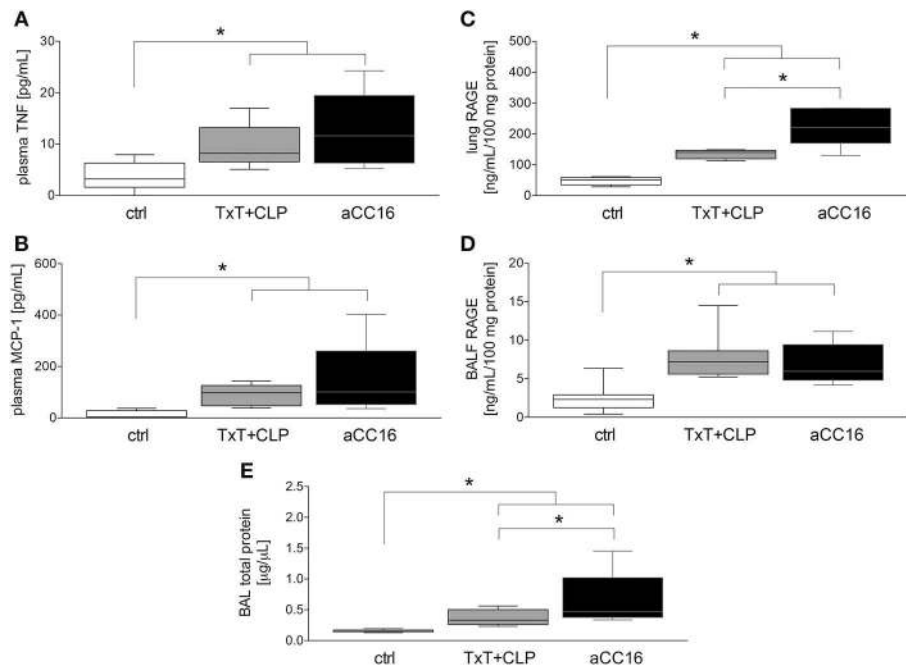 A
plasma TNF [pg/mL]
30
20
10
0
*
ctrl
TxT+CLP
aCC16
B
plasma MCP-1 [pg/mL]
600
400
200
0
*
ctrl
TxT+CLP
aCC16
C
lung RAGE
[ng/mL/100 mg protein]
500
400
300
200
100
0
*
*
ctrl
TxT+CLP
aCC16
D
BALF RAGE
[ng/mL/100 mg protein]
20
15
10
5
0
*
ctrl
TxT+CLP
aCC16
E
BAL total protein
[µg/µL]
2.5
2.0
1.5
1.0
0.5
0.0
*
*
ctrl
TxT+CLP
aCC16